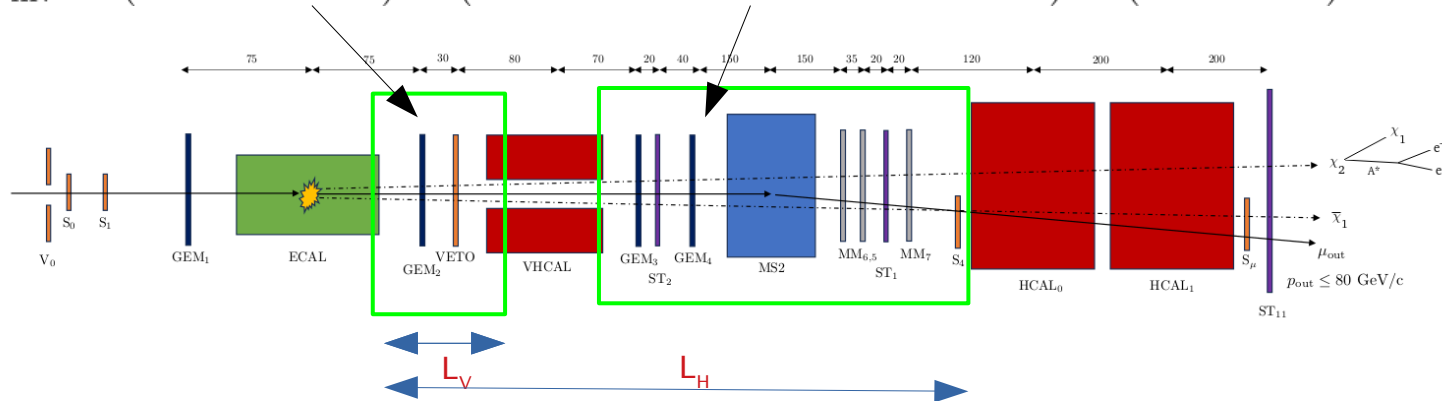 75 75 30 80 70 20 40 150 150 35 20 20 120 200 200
V₀
S₀
S₁
GEM₁
ECAL
GEM₂
VETO
VHCAL
GEM₃
ST₂
GEM₄
MS2
MM₆,₅
ST₁
MM₇
S₄
HCAL₀
HCAL₁
S_μ
ST₁₁
χ₁
χ₂
A*
e
e
χ̄₁
μ_out
p_out ≤ 80 GeV/c
L_V
L_H